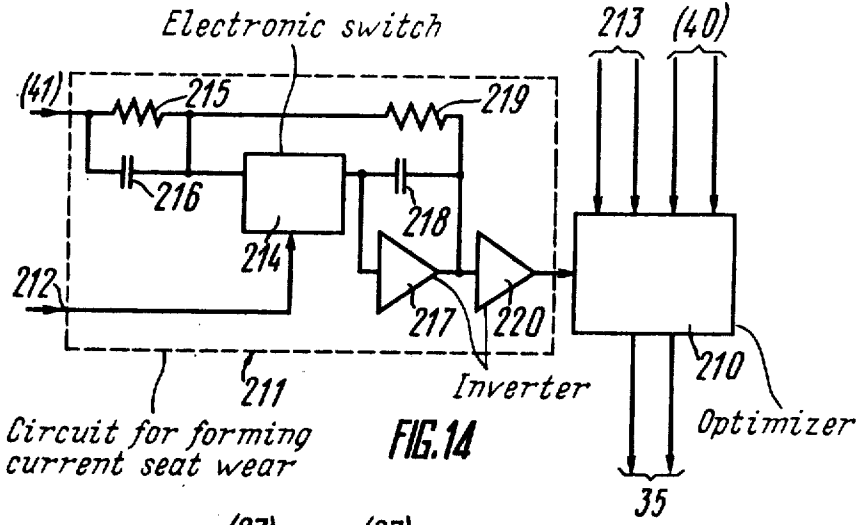 Electronic switch
213
(40)
(41)
215
219
216
214
218
212
217
220
210
211
Inverter
Optimizer
Circuit for forming
current seat wear
FIG.14
35